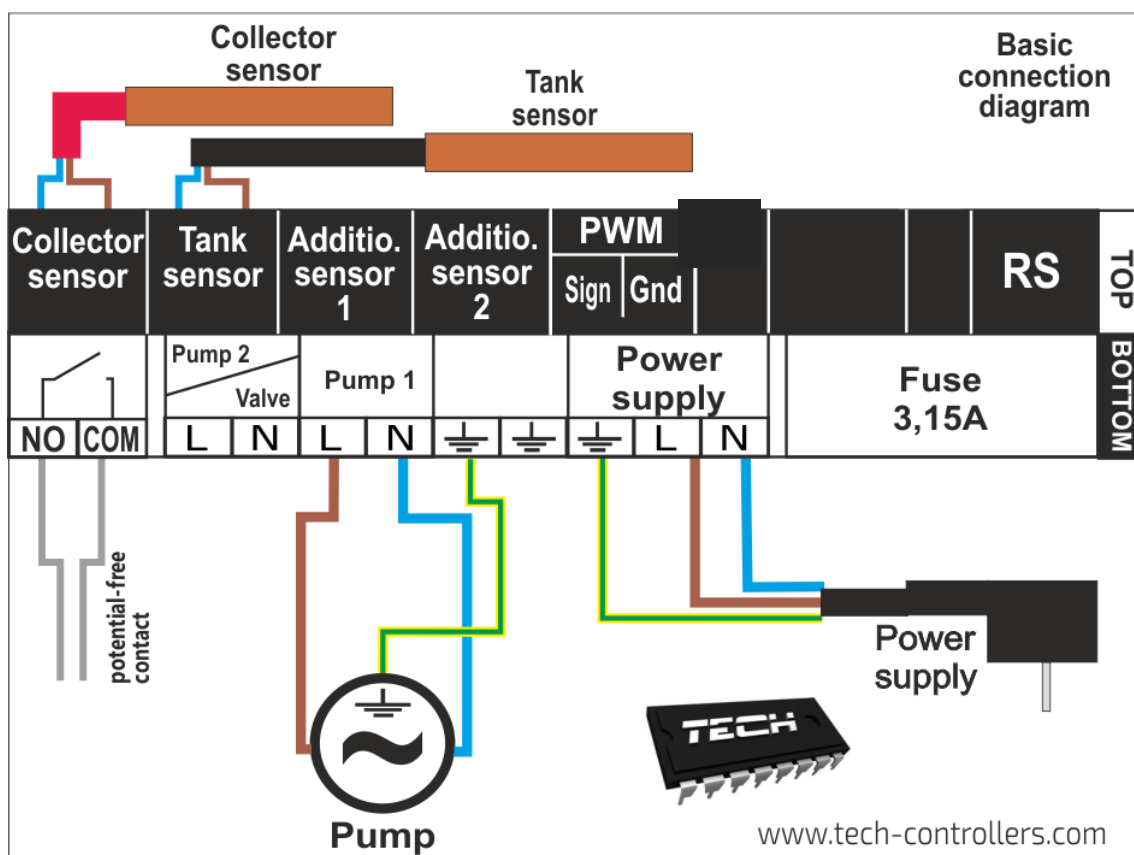 Collector
sensor
Tank
sensor
Basic
connection
diagram
Collector
sensor
Tank
sensor
Additio.
sensor
1
Additio.
sensor
2
PWM
Sign
Gnd
RS
TOP
Pump 2
Valve
Pump 1
Power
supply
Fuse
3,15A
BOTTOM
NO
COM
L
N
L
N
L
N
potential-free
contact
Power
supply
TECH
Pump
www.tech-controllers.com